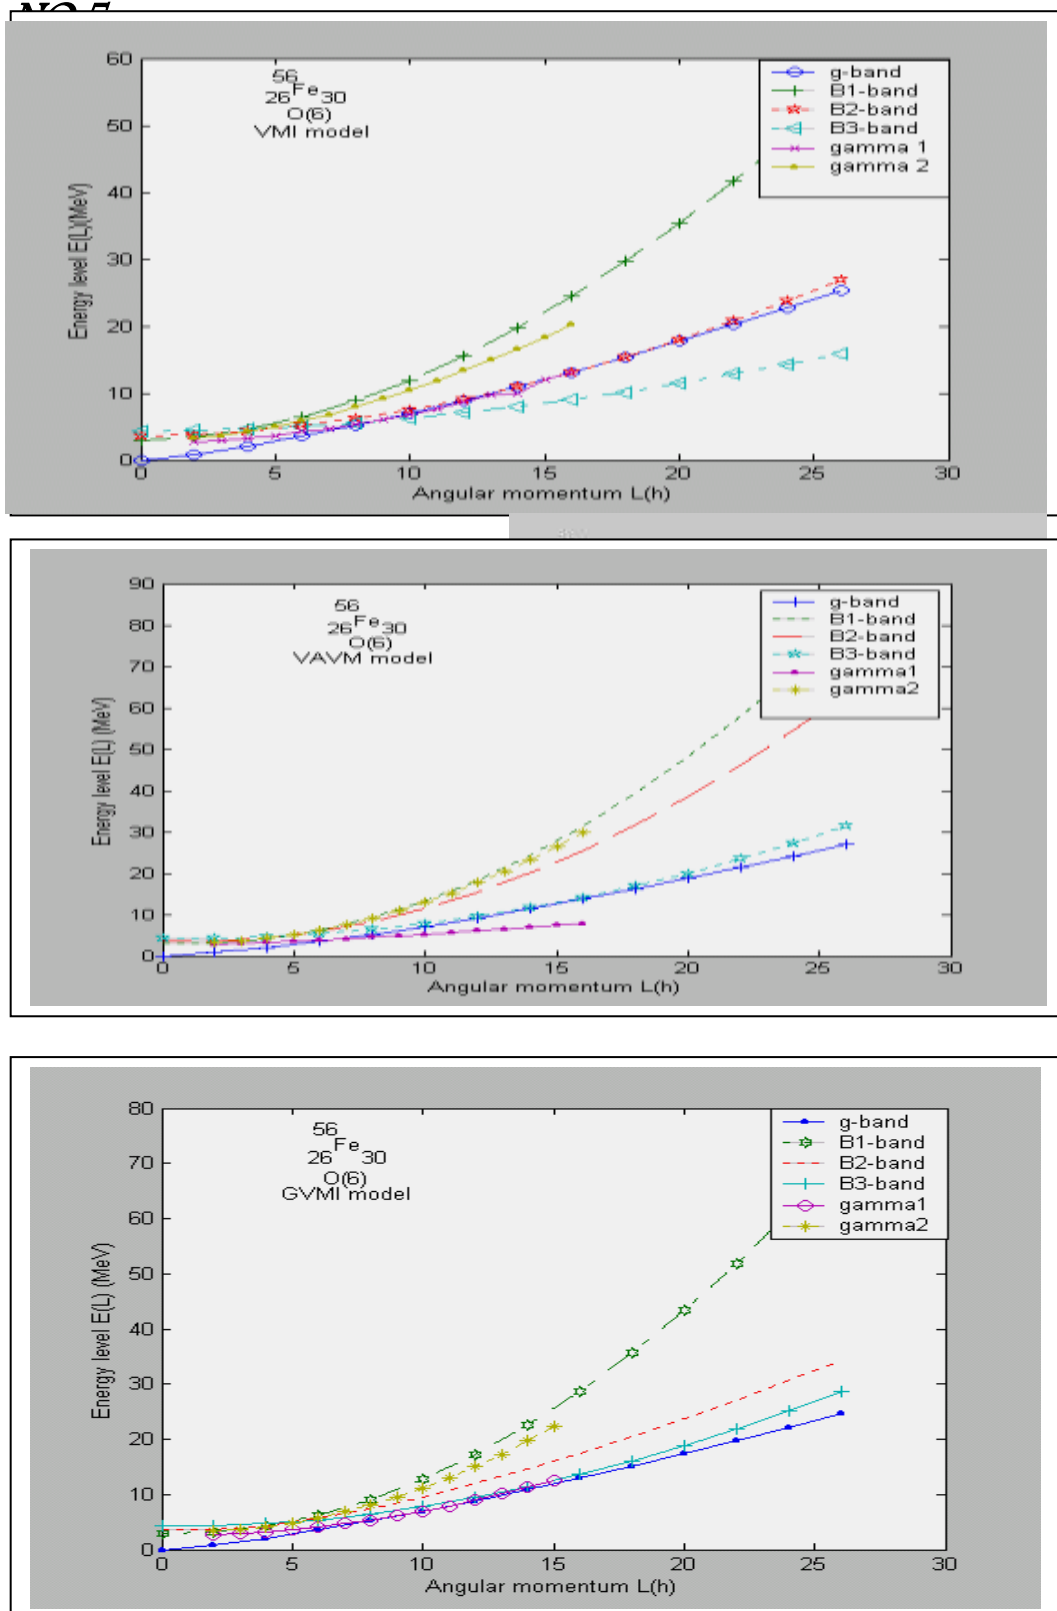 60
50
40
30
20
10
0
Energy level E(L)(MeV)
56
26Fe30
O(6)
VMI model
g-band
B1-band
B2-band
B3-band
gamma 1
gamma 2
0 5 10 15 20 25 30
Angular momentum L(h)
90
80
70
60
50
40
30
20
10
0
Energy level E(L) (MeV)
56
26Fe30
O(6)
VAVM model
g-band
B1-band
B2-band
B3-band
gamma1
gamma2
0 5 10 15 20 25 30
Angular momentum L(h)
80
70
60
50
40
30
20
10
0
Energy level E(L) (MeV)
56
26Fe30
O(6)
GVMI model
g-band
B1-band
B2-band
B3-band
gamma1
gamma2
0 5 10 15 20 25 30
Angular momentum L(h)